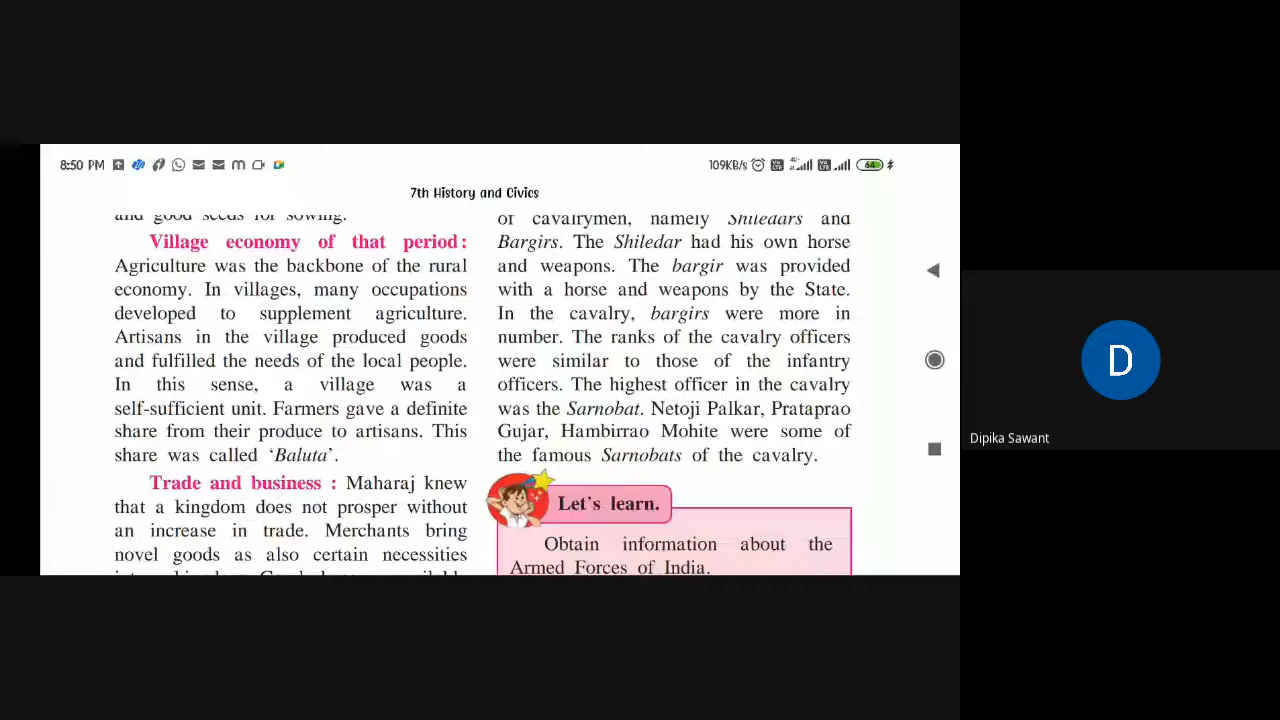 8:50 PM
109KB/s
64
7th History and Civics
and good seeds for sowing.
Village economy of that period:
Agriculture was the backbone of the rural
economy. In villages, many occupations
developed to supplement agriculture.
Artisans in the village produced goods
and fulfilled the needs of the local people.
In this sense, a village was a
self-sufficient unit. Farmers gave a definite
share from their produce to artisans. This
share was called ‘Baluta’.
Trade and business : Maharaj knew
that a kingdom does not prosper without
an increase in trade. Merchants bring
novel goods as also certain necessities
of cavalrymen, namely Shiledars and
Bargirs. The Shiledar had his own horse
and weapons. The bargir was provided
with a horse and weapons by the State.
In the cavalry, bargirs were more in
number. The ranks of the cavalry officers
were similar to those of the infantry
officers. The highest officer in the cavalry
was the Sarnobat. Netoji Palkar, Prataprao
Gujar, Hambirrao Mohite were some of
the famous Sarnobats of the cavalry.
Let's learn.
Obtain information about the
Armed Forces of India.
D
Dipika Sawant